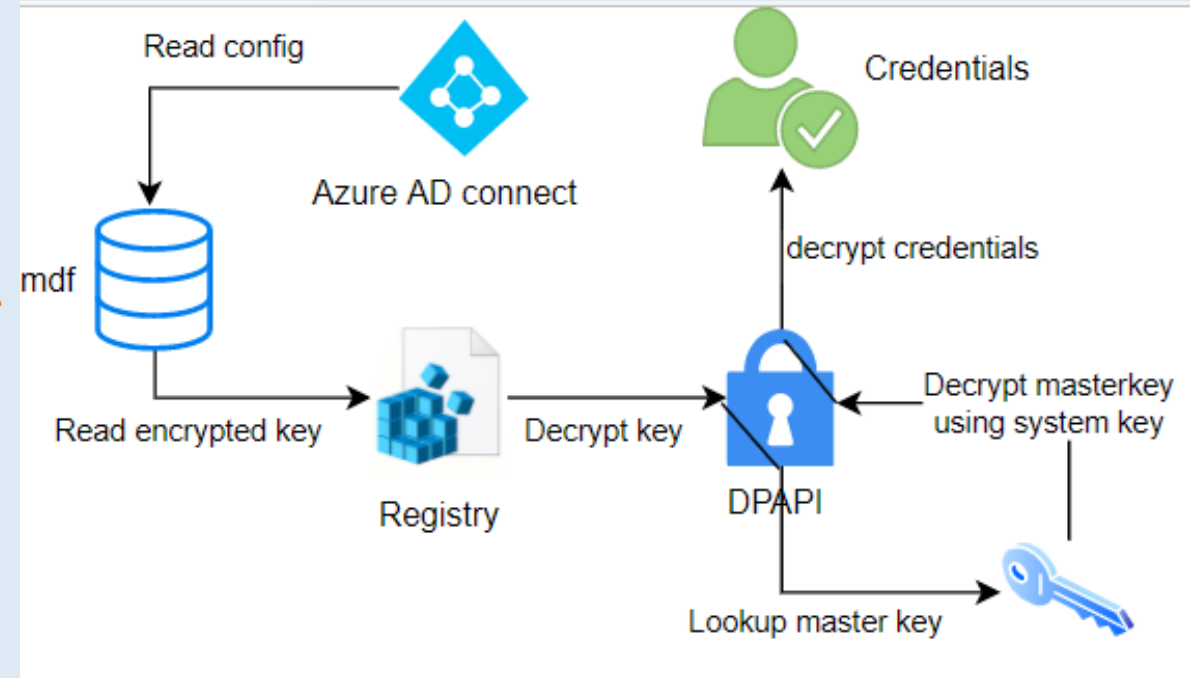 Read config
Credentials
Azure AD connect
decrypt credentials
mdf
Decrypt masterkey
using system key
Read encrypted key
Decrypt key
Registry
DPAPI
Lookup master key